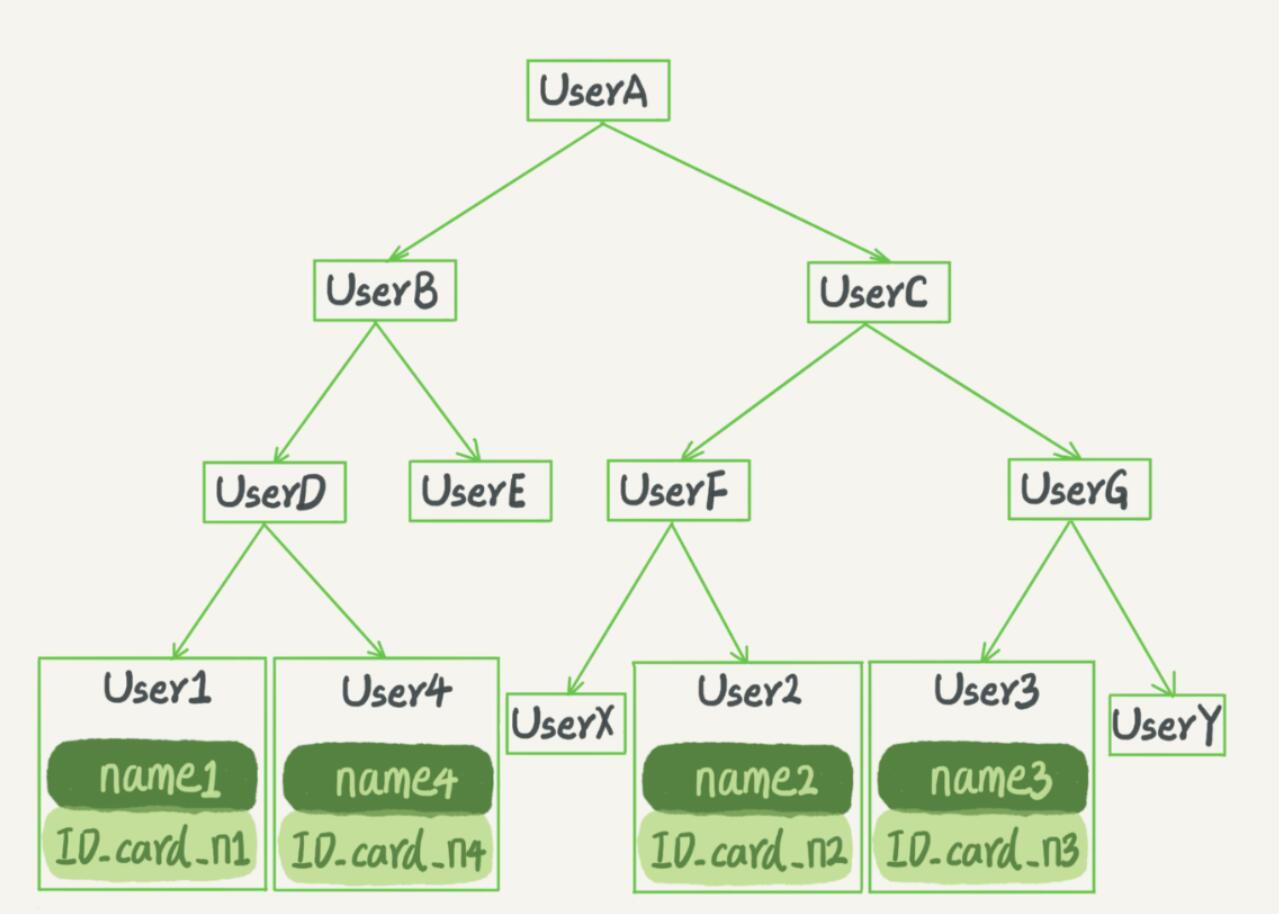 UserA
UserB
UserC
UserD
UserE
UserF
UserG
User1
name1
ID_card_n1
User4
name4
ID_card_n4
UserX
User2
name2
ID_card_n2
User3
name3
ID_card_n3
UserY